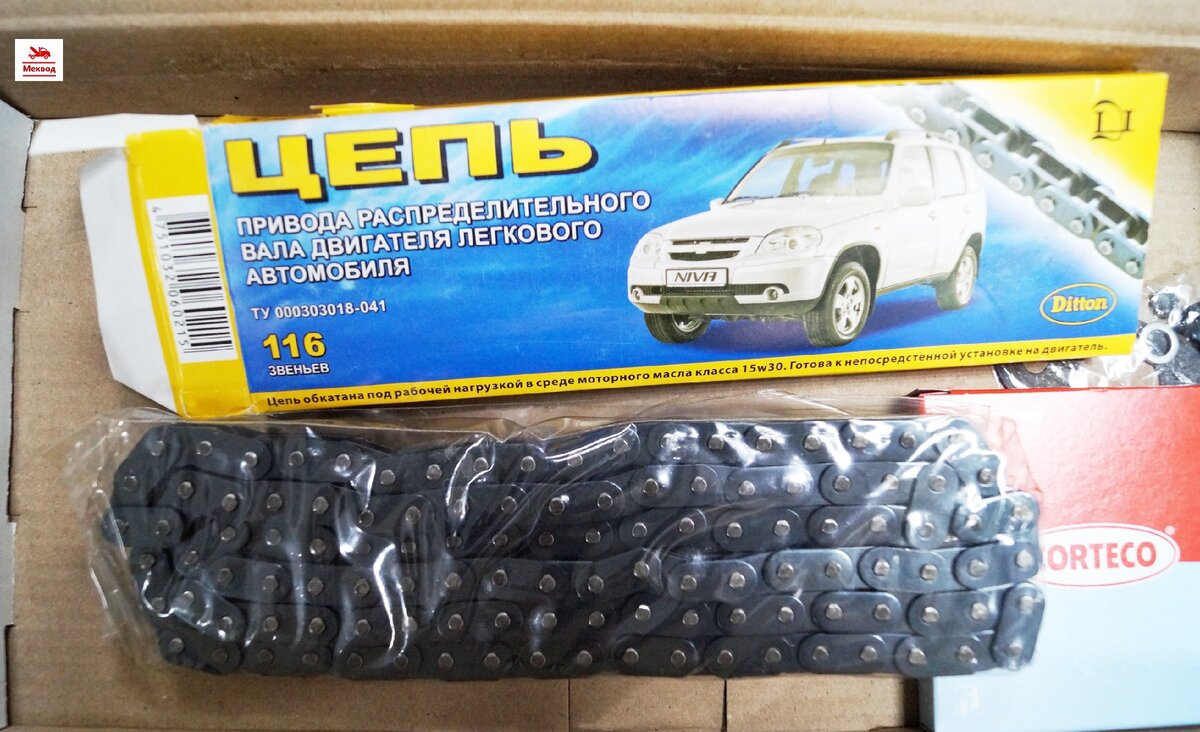 Мехвод
ЦЕПЬ
ПРИВОДА РАСПРЕДЕЛИТЕЛЬНОГО
ВАЛА ДВИГАТЕЛЯ ЛЕГКОВОГО
АВТОМОБИЛЯ
ТУ 000303018-041
116
ЗВЕНЬЕВ
Цепь обкатана под рабочей нагрузкой в среде моторного масла класса 15w30. Готова к непосредстенной установке на двигатель.
NIVA
Ditton
ORTECO